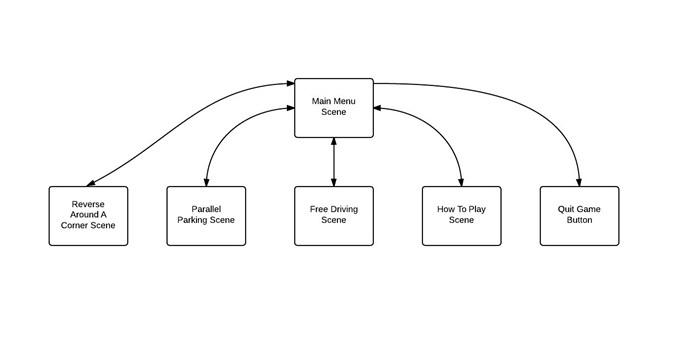 Main Menu
Scene
Reverse
Around A
Corner Scene
Parallel
Parking Scene
Free Driving
Scene
How To Play
Scene
Quit Game
Button